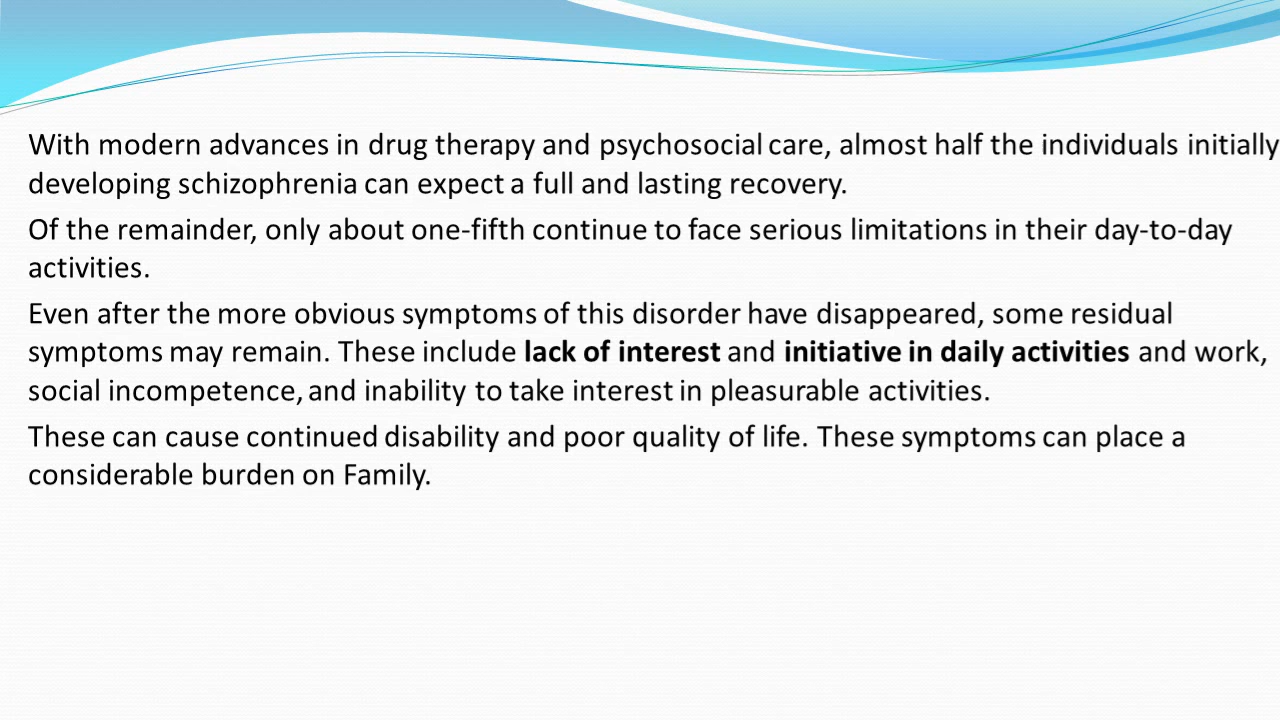 With modern advances in drug therapy and psychosocial care, almost half the individuals initially
developing schizophrenia can expect a full and lasting recovery.
Of the remainder, only about one-fifth continue to face serious limitations in their day-to-day
activities.
Even after the more obvious symptoms of this disorder have disappeared, some residual
symptoms may remain. These include lack of interest and initiative in daily activities and work,
social incompetence, and inability to take interest in pleasurable activities.
These can cause continued disability and poor quality of life. These symptoms can place a
considerable burden on Family.